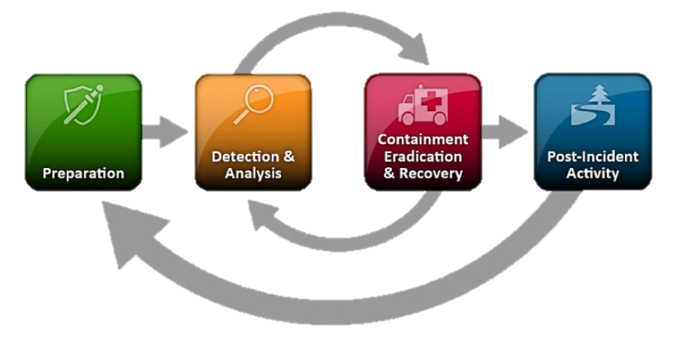 Preparation
Detection &
Analysis
Containment
Eradication
& Recovery
Post-Incident
Activity